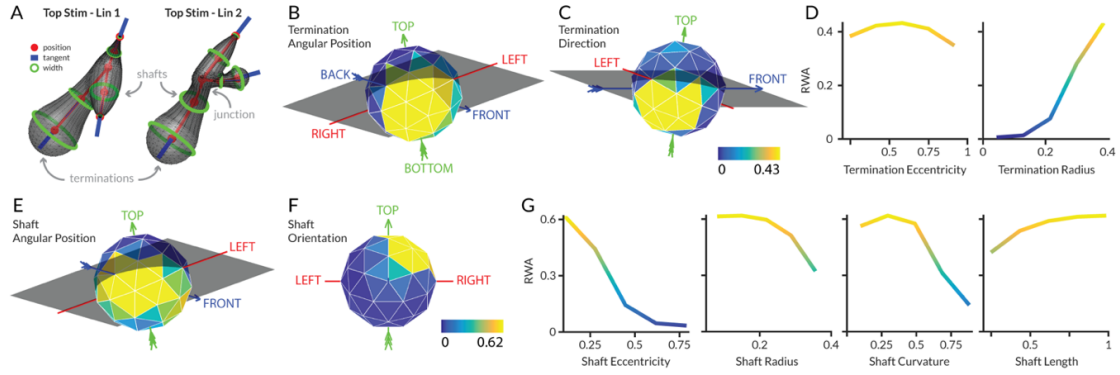 A
Top Stim - Lin 1
Top Stim - Lin 2
position
tangent
width
shafts
junction
terminations
B
Termination
Angular Position
TOP
BACK
LEFT
RIGHT
FRONT
BOTTOM
C
Termination
Direction
TOP
LEFT
FRONT
0
0.43
D
RWA
0.4
0.2
0
0.5
1
Termination Eccentricity
0
0.2
0.4
Termination Radius
E
Shaft
Angular Position
TOP
LEFT
FRONT
F
Shaft
Orientation
TOP
LEFT
RIGHT
0
0.62
G
RWA
0.6
0.3
0
0.25
0.5
0.75
Shaft Eccentricity
0.2
0.4
Shaft Radius
0
0.4
0.8
Shaft Curvature
0.5
1
Shaft Length